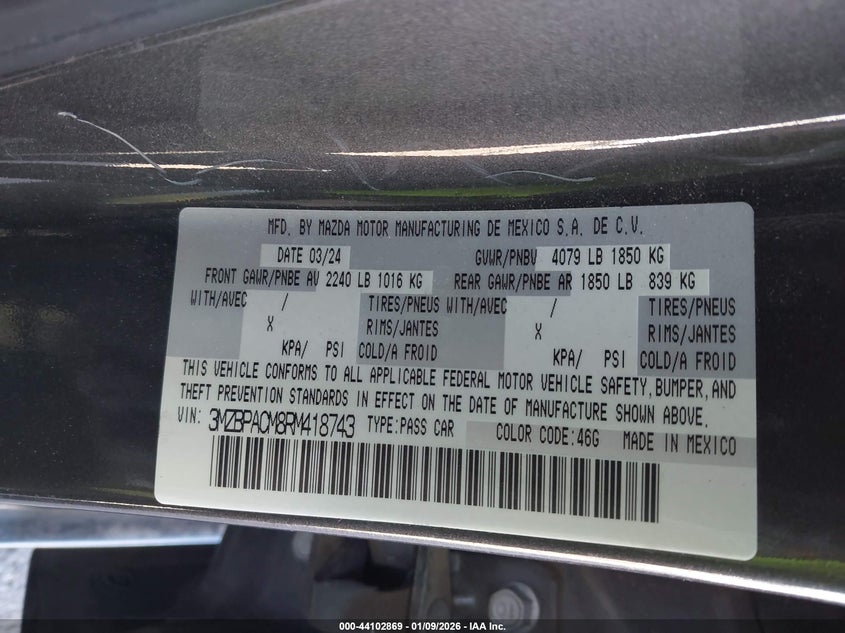 MFD. BY MAZDA MOTOR MANUFACTURING DE MEXICO S.A. DE C.V.
DATE 03/24 GVWR/PNBV 4079 LB 1850 KG
FRONT GAWR/PNBE AV 2240 LB 1016 KG REAR GAWR/PNBE AR 1850 LB 839 KG
WITH/AVEC / TIRES/PNEUS WITH/AVEC / TIRES/PNEUS
X RIMS/JANTES X RIMS/JANTES
KPA/ PSI COLD/A FROID KPA/ PSI COLD/A FROID
THIS VEHICLE CONFORMS TO ALL APPLICABLE FEDERAL MOTOR VEHICLE SAFETY, BUMPER, AND
THEFT PREVENTION STANDARDS IN EFFECT ON THE DATE OF MANUFACTURE SHOWN ABOVE.
VIN: 3MZBPACM8RM418743 TYPE:PASS CAR COLOR CODE:46G MADE IN MEXICO
000-44102869 | 01/09/2026 - IAA Inc.